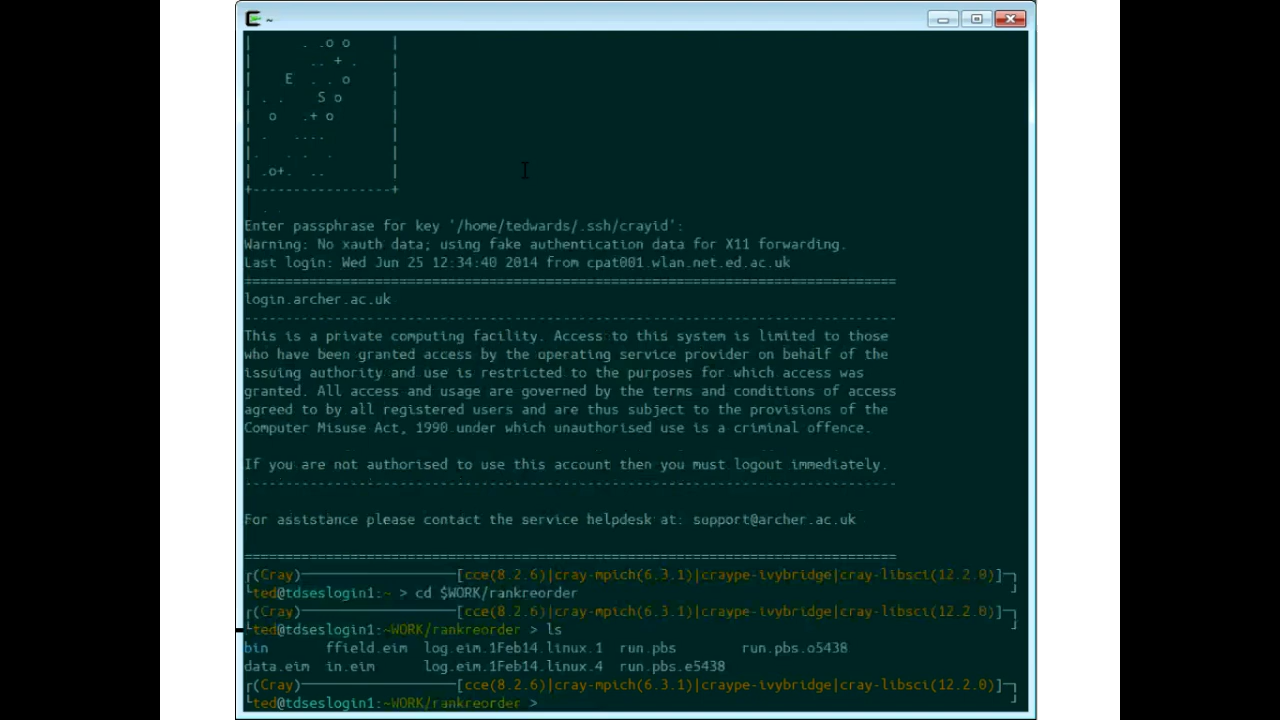 ~
|      . .o o     |
|       .. + .    |
|    E  . . o     |
| . .    S o      |
|  o   .+ o       |
| .   ....        |
|.  . .  .        |
| .o+.  ..        |
+-----------------+
Enter passphrase for key '/home/tedwards/.ssh/crayid':
Warning: No xauth data; using fake authentication data for X11 forwarding.
Last login: Wed Jun 25 12:34:40 2014 from cpat001.wlan.net.ed.ac.uk
================================================================================
login.archer.ac.uk
--------------------------------------------------------------------------------
This is a private computing facility. Access to this system is limited to those
who have been granted access by the operating service provider on behalf of the
issuing authority and use is restricted to the purposes for which access was
granted. All access and usage are governed by the terms and conditions of access
agreed to by all registered users and are thus subject to the provisions of the
Computer Misuse Act, 1990 under which unauthorised use is a criminal offence.
If you are not authorised to use this account then you must logout immediately.
--------------------------------------------------------------------------------
For assistance please contact the service helpdesk at: support@archer.ac.uk
================================================================================
┌(Cray)───────────────────[cce(8.2.6)|cray-mpich(6.3.1)|craype-ivybridge|cray-libsci(12.2.0)]─┐
└ted@tdseslogin1:~ > cd $WORK/rankreorder ┘
┌(Cray)───────────────────[cce(8.2.6)|cray-mpich(6.3.1)|craype-ivybridge|cray-libsci(12.2.0)]─┐
└ted@tdseslogin1:~WORK/rankreorder > ls ┘
bin       ffield.eim  log.eim.1Feb14.linux.1  run.pbs        run.pbs.o5438
data.eim  in.eim      log.eim.1Feb14.linux.4  run.pbs.e5438
┌(Cray)───────────────────[cce(8.2.6)|cray-mpich(6.3.1)|craype-ivybridge|cray-libsci(12.2.0)]─┐
└ted@tdseslogin1:~WORK/rankreorder > ┘